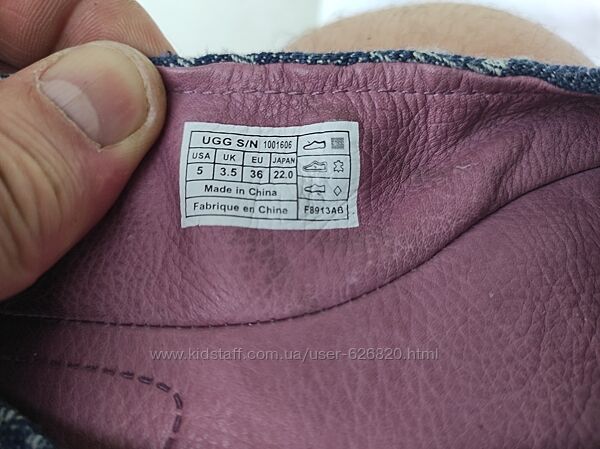 UGG S/N 1001606
USA UK EU JAPAN
5 3.5 36 22.0
Made in China
Fabrique en Chine F8913AG
www.kidstaff.com.ua/user-626820.html